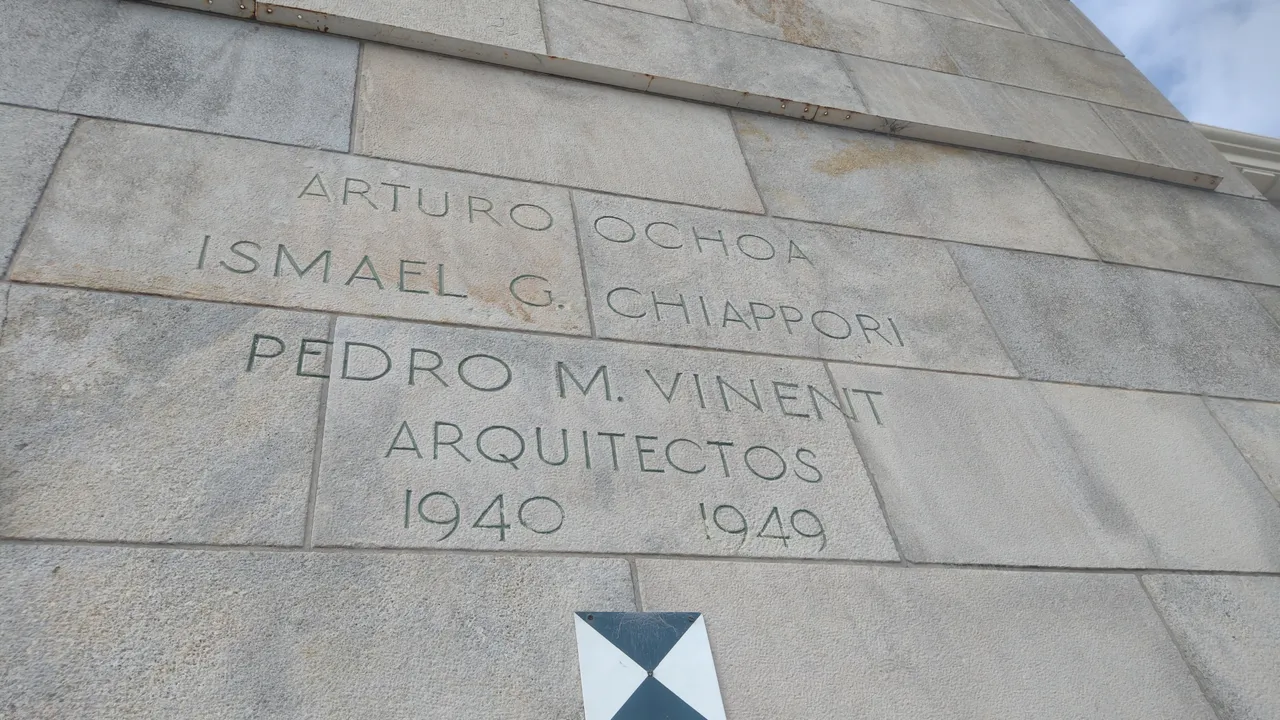 ARTURO OCHOA
ISMAEL G. CHIAPPORI
PEDRO M. VINENT
ARQUITECTOS
1940 1949